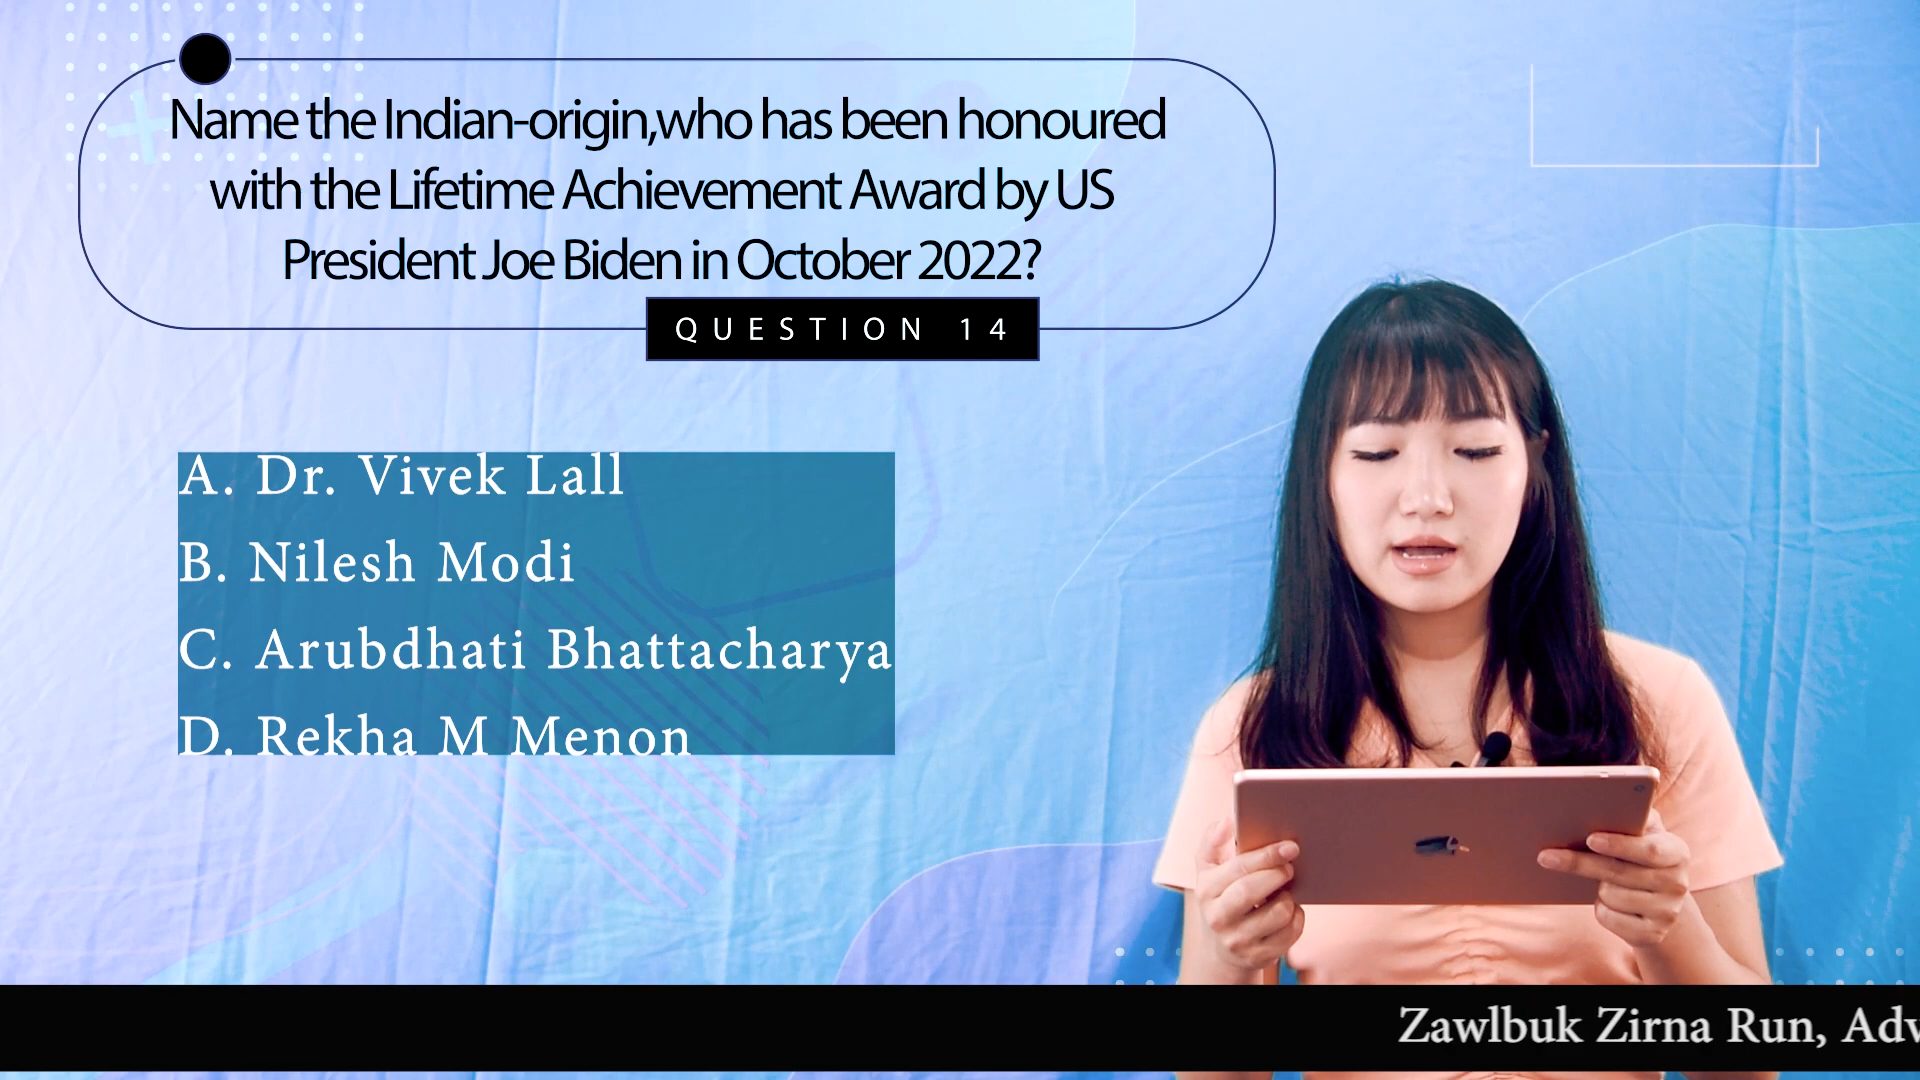 Name the Indian-origin,who has been honoured
with the Lifetime Achievement Award by US
President Joe Biden in October 2022?
QUESTION 14
A. Dr. Vivek Lall
B. Nilesh Modi
C. Arubdhati Bhattacharya
D. Rekha M Menon
Zawlbuk Zirna Run,